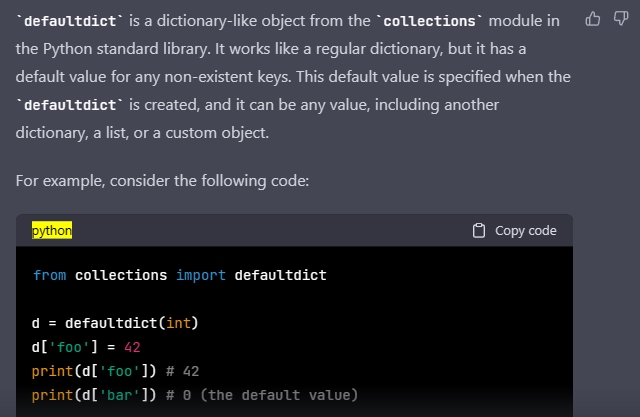 `defaultdict` is a dictionary-like object from the `collections` module in
the Python standard library. It works like a regular dictionary, but it has a
default value for any non-existent keys. This default value is specified when the
`defaultdict` is created, and it can be any value, including another
dictionary, a list, or a custom object.
For example, consider the following code:
python Copy code
from collections import defaultdict
d = defaultdict(int)
d['foo'] = 42
print(d['foo']) # 42
print(d['bar']) # 0 (the default value)